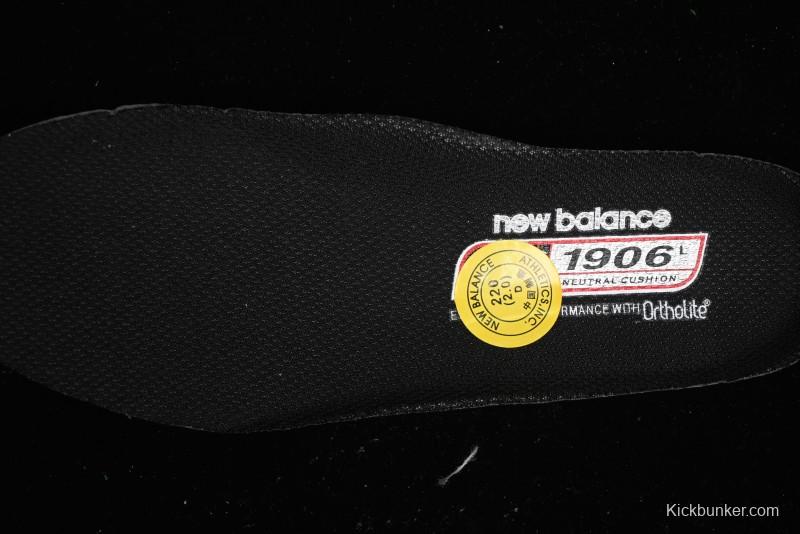 new balance
1906 L
NEUTRAL CUSHION
RMANCE WITH Ortholite®
NEW BALANCE ATHLETICS, INC.
220
(2.0)
D
Kickbunker.com